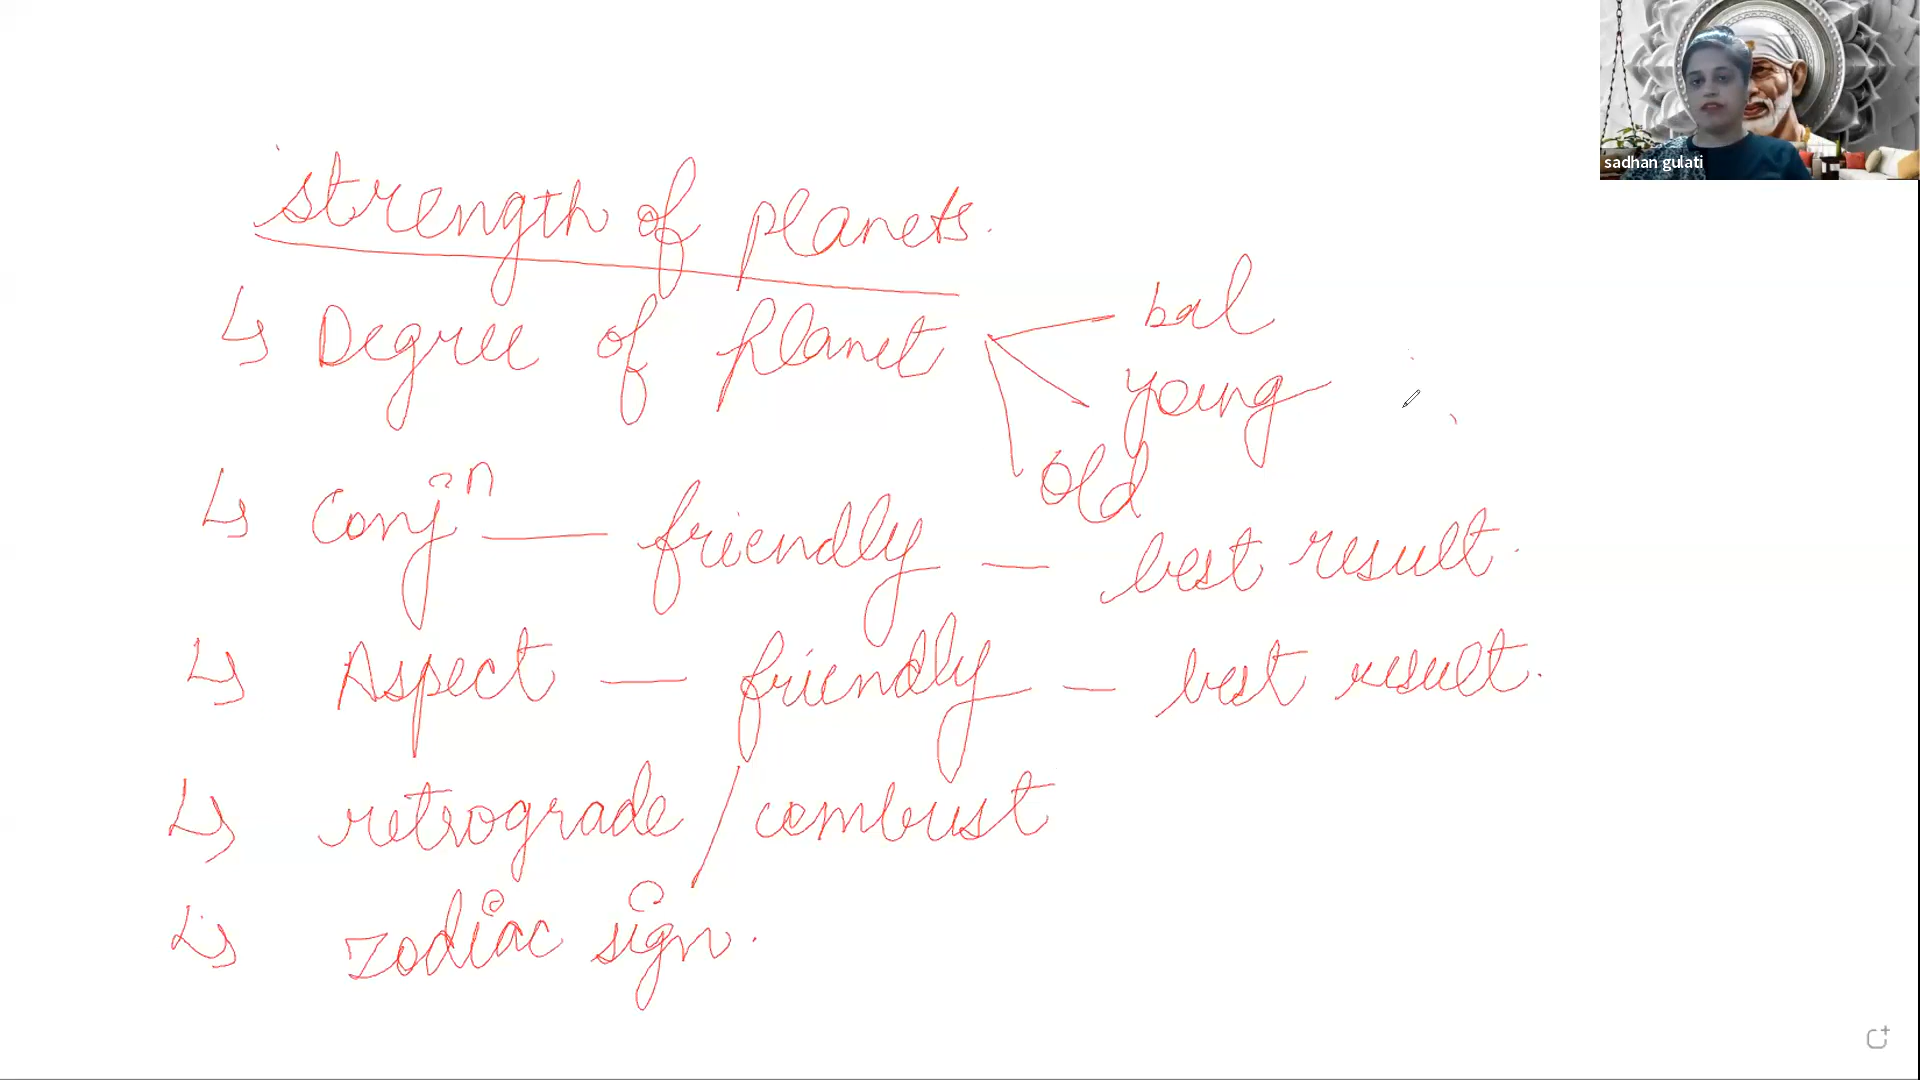 sadhan gulati
strength of planets.
↳ Degree of planet
bal
young
old
↳ Conjⁿ — friendly — best result.
↳ Aspect — friendly — best result.
↳ retrograde / combust
↳ zodiac sign.